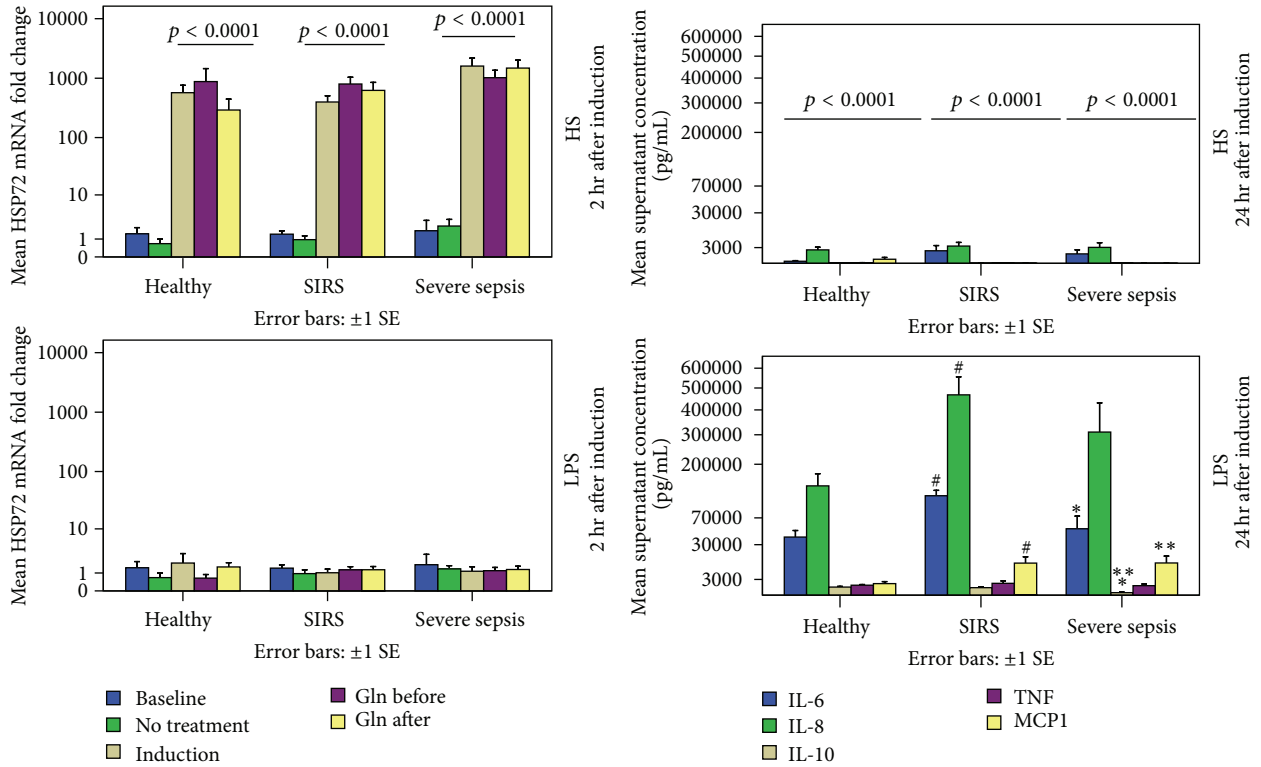 Mean HSP72 mRNA fold change
10000
1000
100
10
1
0
p < 0.0001
p < 0.0001
p < 0.0001
Healthy
SIRS
Severe sepsis
Error bars: ±1 SE
HS
2 hr after induction
Mean supernatant concentration
(pg/mL)
600000
500000
400000
300000
200000
70000
30000
3000
p < 0.0001
p < 0.0001
p < 0.0001
Healthy
SIRS
Severe sepsis
Error bars: ±1 SE
HS
24 hr after induction
Mean HSP72 mRNA fold change
10000
1000
100
10
1
0
Healthy
SIRS
Severe sepsis
Error bars: ±1 SE
LPS
2 hr after induction
Mean supernatant concentration
(pg/mL)
600000
500000
400000
300000
200000
70000
30000
3000
#
#
#
*
**
*
**
Healthy
SIRS
Severe sepsis
Error bars: ±1 SE
LPS
24 hr after induction
Baseline
No treatment
Induction
Gln before
Gln after
IL-6
IL-8
IL-10
TNF
MCP1